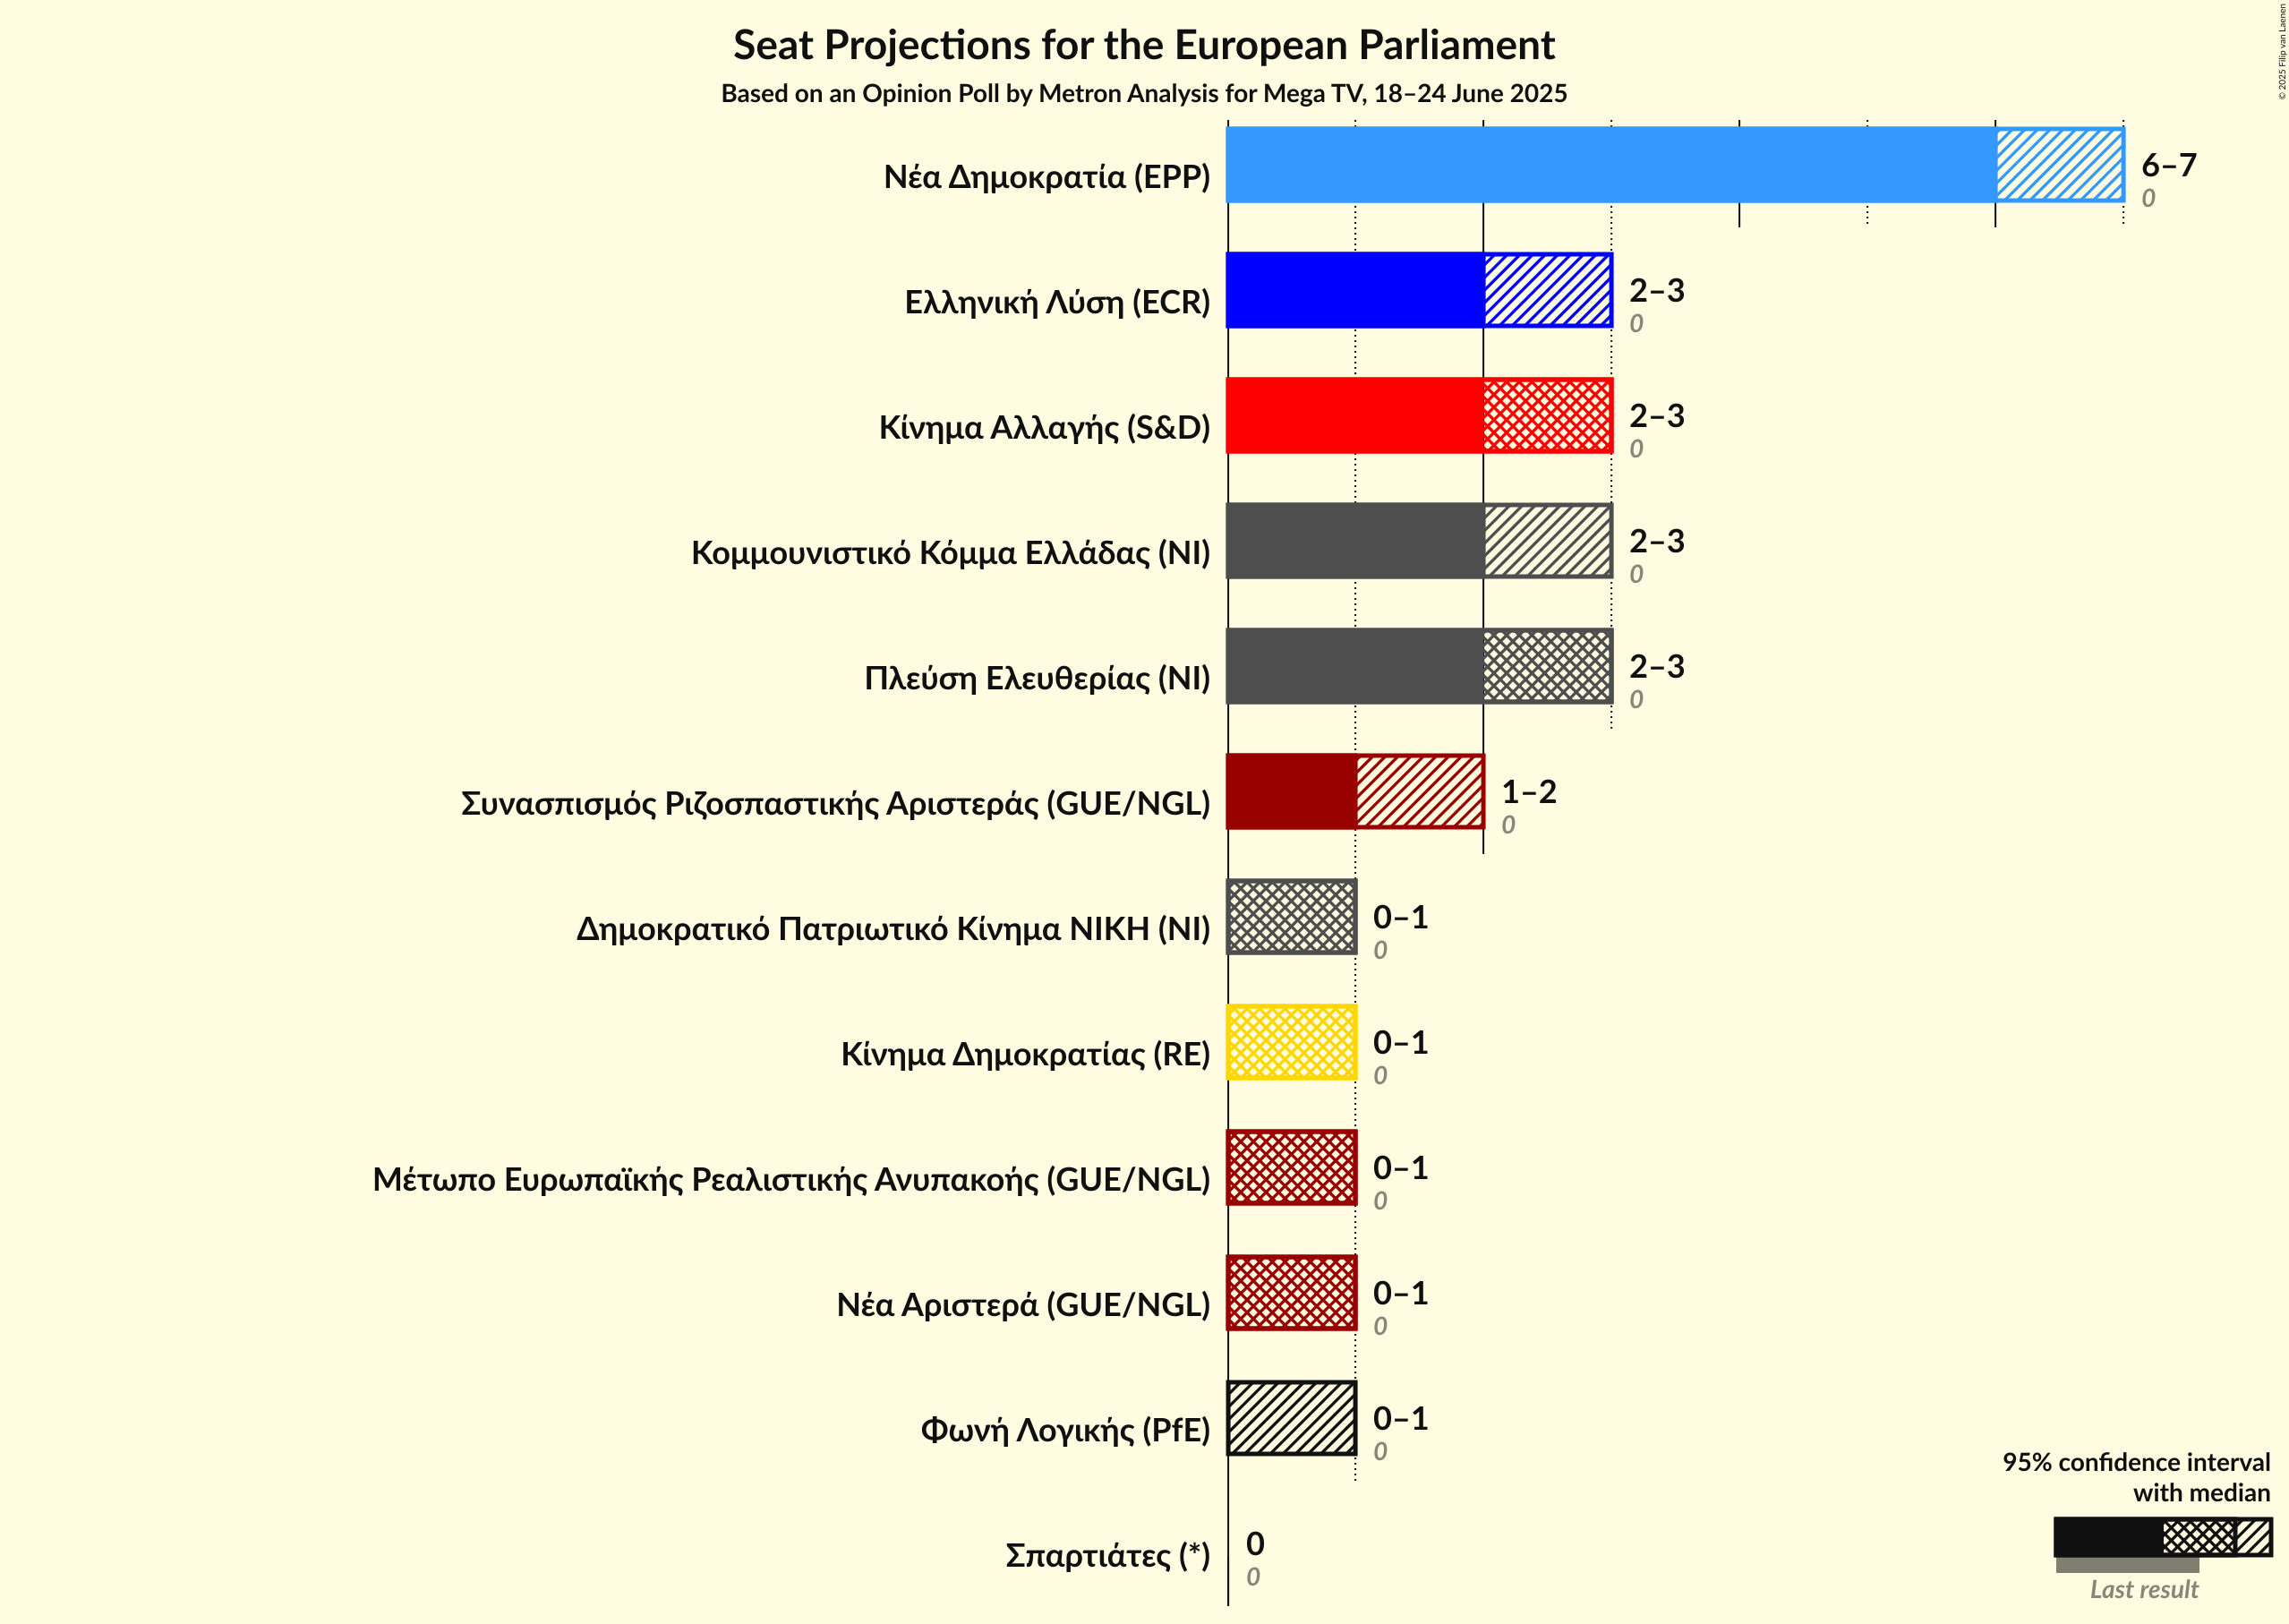 Seat Projections for the European Parliament
Based on an Opinion Poll by Metron Analysis for Mega TV, 18–24 June 2025
© 2025 Filip van Laenen
Νέα Δημοκρατία (EPP)
6–7
0
Ελληνική Λύση (ECR)
2–3
0
Κίνημα Αλλαγής (S&D)
2–3
0
Κομμουνιστικό Κόμμα Ελλάδας (NI)
2–3
0
Πλεύση Ελευθερίας (NI)
2–3
0
Συνασπισμός Ριζοσπαστικής Αριστεράς (GUE/NGL)
1–2
0
Δημοκρατικό Πατριωτικό Κίνημα ΝΙΚΗ (NI)
0–1
0
Κίνημα Δημοκρατίας (RE)
0–1
0
Μέτωπο Ευρωπαϊκής Ρεαλιστικής Ανυπακοής (GUE/NGL)
0–1
0
Νέα Αριστερά (GUE/NGL)
0–1
0
Φωνή Λογικής (PfE)
0–1
0
Σπαρτιάτες (*)
0
0
95% confidence interval
with median
Last result